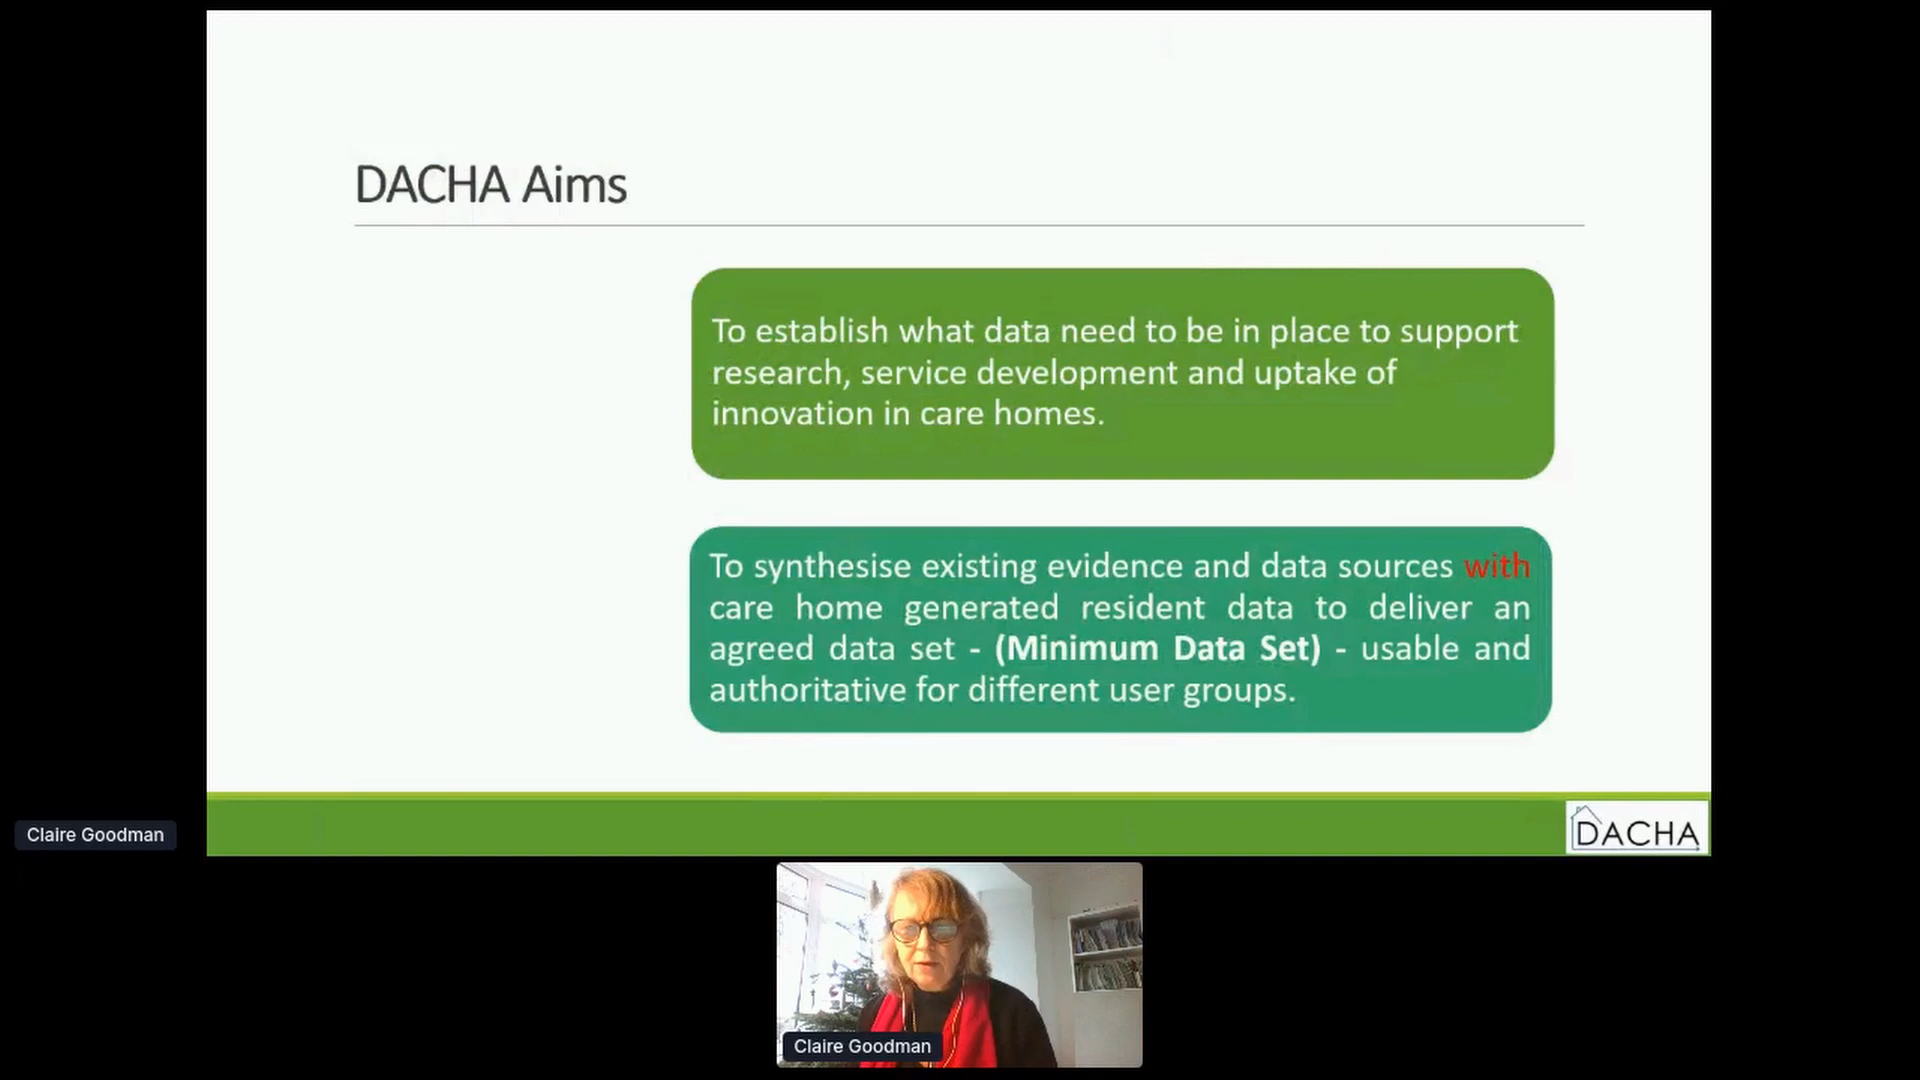 DACHA Aims
To establish what data need to be in place to support
research, service development and uptake of
innovation in care homes.
To synthesise existing evidence and data sources with
care home generated resident data to deliver an
agreed data set - (Minimum Data Set) - usable and
authoritative for different user groups.
DACHA
Claire Goodman
Claire Goodman